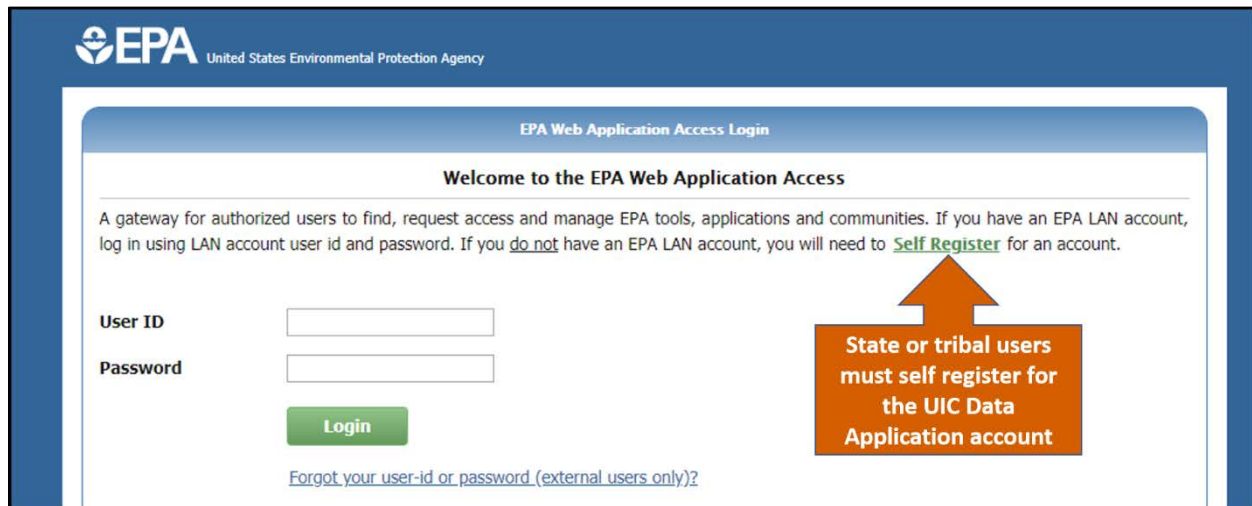 EPA United States Environmental Protection Agency
EPA Web Application Access Login
Welcome to the EPA Web Application Access
A gateway for authorized users to find, request access and manage EPA tools, applications and communities. If you have an EPA LAN account,
log in using LAN account user id and password. If you do not have an EPA LAN account, you will need to Self Register for an account.
User ID
Password
Login
Forgot your user-id or password (external users only)?
State or tribal users
must self register for
the UIC Data
Application account